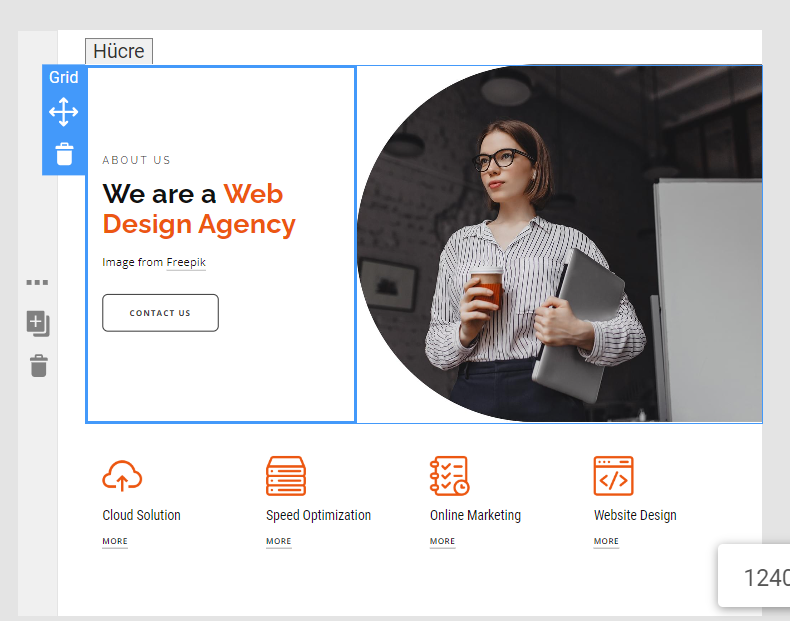 Hücre
Grid
ABOUT US
We are a Web
Design Agency
Image from Freepik
CONTACT US
Cloud Solution
Speed Optimization
Online Marketing
Website Design
MORE
MORE
MORE
MORE
1240